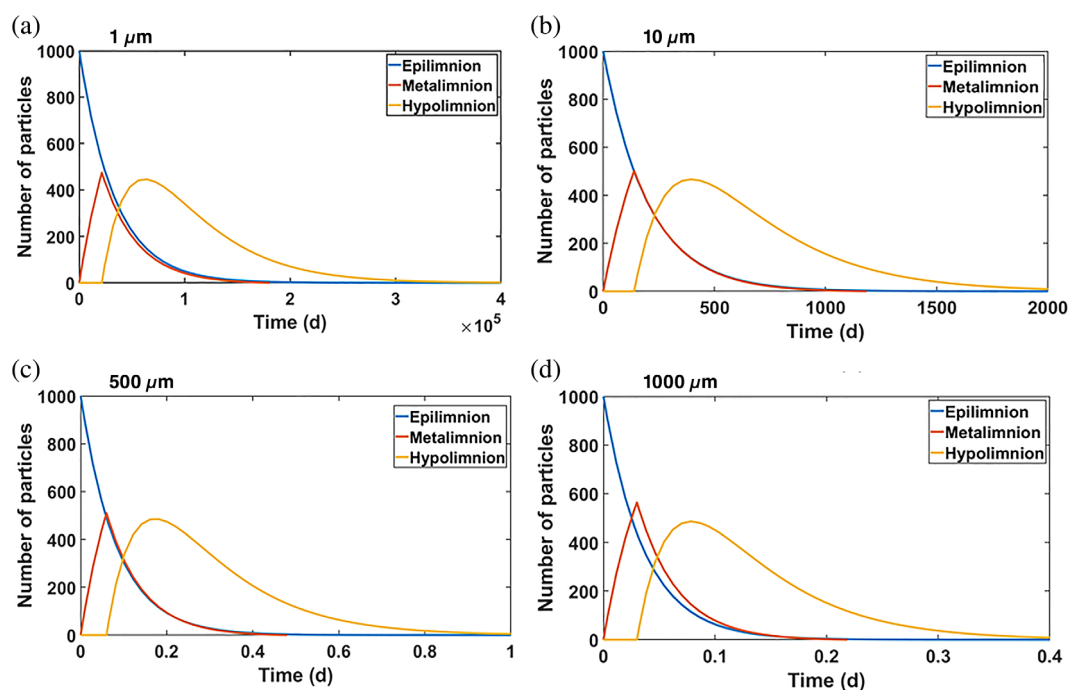 (a) 1 µm
1000
800
600
400
200
0
Number of particles
Epilimnion
Metalimnion
Hypolimnion
0 1 2 3 4
Time (d) ×10⁵
(b) 10 µm
1000
800
600
400
200
0
Number of particles
Epilimnion
Metalimnion
Hypolimnion
0 500 1000 1500 2000
Time (d)
(c) 500 µm
1000
800
600
400
200
0
Number of particles
Epilimnion
Metalimnion
Hypolimnion
0 0.2 0.4 0.6 0.8 1
Time (d)
(d) 1000 µm
1000
800
600
400
200
0
Number of particles
Epilimnion
Metalimnion
Hypolimnion
0 0.1 0.2 0.3 0.4
Time (d)